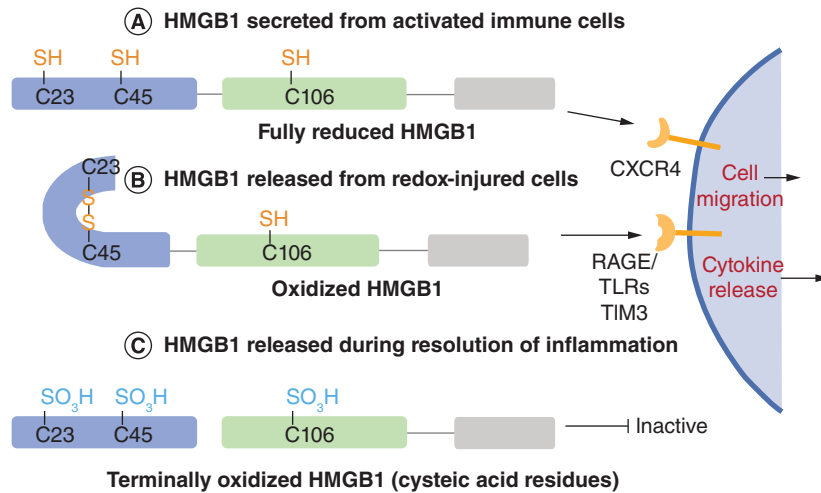 A HMGB1 secreted from activated immune cells
SH SH SH
C23 C45 C106
Fully reduced HMGB1
CXCR4
Cell
migration
B HMGB1 released from redox-injured cells
C23
S
S
SH
C45 C106
Oxidized HMGB1
RAGE/
TLRs
TIM3
Cytokine
release
C HMGB1 released during resolution of inflammation
SO3H SO3H SO3H
C23 C45 C106
Inactive
Terminally oxidized HMGB1 (cysteic acid residues)